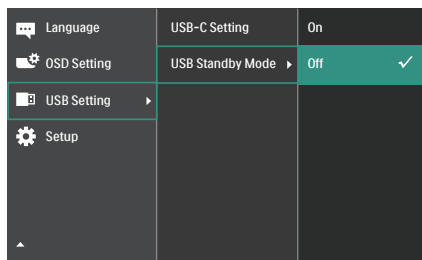 Language
USB-C Setting
On
OSD Setting
USB Standby Mode
Off
USB Setting
Setup